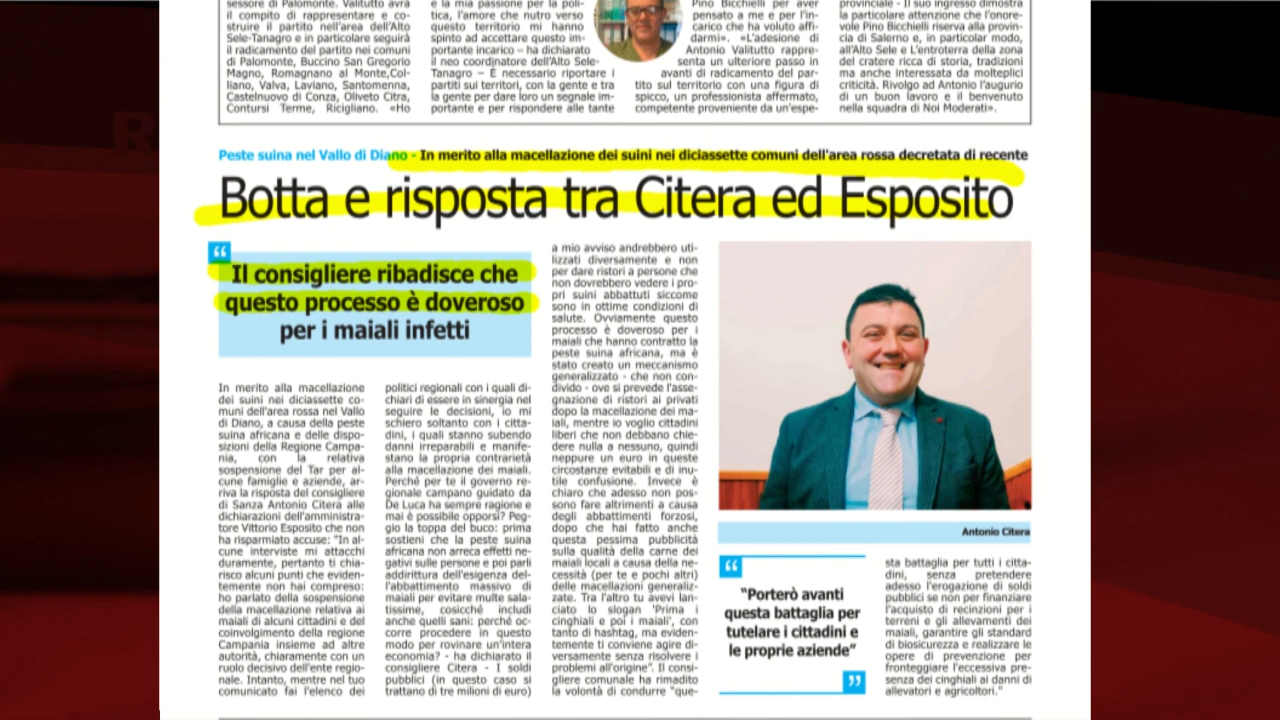 sessore di Palomonte. Valitutto avrà
il compito di rappresentare e co-
struire il partito nell'area dell'Alto
Sele-Tanagro e in particolare seguirà
il radicamento del partito nei comuni
di Palomonte, Buccino San Gregorio
Magno, Romagnano al Monte,Col-
liano, Valva, Laviano, Santomenna,
Castelnuovo di Conza, Oliveto Citra,
Contursi Terme, Ricigliano. «Ho
e la mia passione per la poli-
tica, l'amore che nutro verso
questo territorio mi hanno
spinto ad accettare questo im-
portante incarico – ha dichiarato
il neo coordinatore dell'Alto Sele-
Tanagro – È necessario riportare i
partiti sui territori, con la gente e tra
la gente per dare loro un segnale im-
portante e per rispondere alle tante
Pino Bicchielli per aver
pensato a me e per l'in-
carico che ha voluto affi-
darmi». «L'adesione di
Antonio Valitutto rappre-
senta un ulteriore passo in
avanti di radicamento del par-
tito sul territorio con una figura di
spicco, un professionista affermato,
competente proveniente da un'espe-
provinciale - Il suo ingresso dimostra
la particolare attenzione che l'onore-
vole Pino Bicchielli riserva alla provin-
cia di Salerno e, in particolar modo,
all'Alto Sele e L'entroterra della zona
del cratere ricca di storia, tradizioni
ma anche interessata da molteplici
criticità. Rivolgo ad Antonio l'augurio
di un buon lavoro e il benvenuto
nella squadra di Noi Moderati».
Peste suina nel Vallo di Diano - In merito alla macellazione dei suini nei diciassette comuni dell'area rossa decretata di recente
Botta e risposta tra Citera ed Esposito
“
Il consigliere ribadisce che
questo processo è doveroso
per i maiali infetti
In merito alla macellazione
dei suini nei diciassette co-
muni dell'area rossa nel Vallo
di Diano, a causa della peste
suina africana e delle dispo-
sizioni della Regione Campa-
nia, con la relativa
sospensione del Tar per al-
cune famiglie e aziende, ar-
riva la risposta del consigliere
di Sanza Antonio Citera alle
dichiarazioni dell'amministra-
tore Vittorio Esposito che non
ha risparmiato accuse: "In al-
cune interviste mi attacchi
duramente, pertanto ti chia-
risco alcuni punti che eviden-
temente non hai compreso:
ho parlato della sospensione
della macellazione relativa ai
maiali di alcuni cittadini e del
coinvolgimento della regione
Campania insieme ad altre
autorità, chiaramente con un
ruolo decisivo dell'ente regio-
nale. Intanto, mentre nel tuo
comunicato fai l'elenco dei
politici regionali con i quali di-
chiari di essere in sinergia nel
seguire le decisioni, io mi
schiero soltanto con i citta-
dini, i quali stanno subendo
danni irreparabili e manife-
stano la propria contrarietà
alla macellazione dei maiali.
Perché per te il governo re-
gionale campano guidato da
De Luca ha sempre ragione e
mai è possibile opporsi? Peg-
gio la toppa del buco: prima
sostieni che la peste suina
africana non arreca effetti ne-
gativi sulle persone e poi parli
addirittura dell'esigenza del-
l'abbattimento massivo di
maiali per evitare multe sala-
tissime, cosicché includi
anche quelli sani: perché oc-
corre procedere in questo
modo per rovinare un'intera
economia? - ha dichiarato il
consigliere Citera - I soldi
pubblici (in questo caso si
trattano di tre milioni di euro)
a mio avviso andrebbero uti-
lizzati diversamente e non
per dare ristori a persone che
non dovrebbero vedere i pro-
pri suini abbattuti siccome
sono in ottime condizioni di
salute. Ovviamente questo
processo è doveroso per i
maiali che hanno contratto la
peste suina africana, ma è
stato creato un meccanismo
generalizzato - che non con-
divido - ove si prevede l'asse-
gnazione di ristori ai privati
dopo la macellazione dei ma-
iali, mentre io voglio cittadini
liberi che non debbano chie-
dere nulla a nessuno, quindi
neppure un euro in queste
circostanze evitabili e di inu-
tile confusione. Invece è
chiaro che adesso non pos-
sono fare altrimenti a causa
degli abbattimenti forzosi,
dopo che hai fatto anche
questa pessima pubblicità
sulla qualità della carne dei
maiali locali a causa della ne-
cessità (per te e pochi altri)
delle macellazioni generaliz-
zate. Tra l'altro tu avevi lan-
ciato lo slogan 'Prima i
cinghiali e poi i maiali', con
tanto di hashtag, ma eviden-
temente ti conviene agire di-
versamente senza risolvere i
problemi all'origine". Il consi-
gliere comunale ha rimadito
la volontà di condurre "que-
Antonio Citera
“
"Porterò avanti
questa battaglia per
tutelare i cittadini e
le proprie aziende"
”
sta battaglia per tutti i citta-
dini, senza pretendere
adesso l'erogazione di soldi
pubblici se non per finanziare
l'acquisto di recinzioni per i
terreni e gli allevamenti dei
maiali, garantire gli standard
di biosicurezza e realizzare le
opere di prevenzione per
fronteggiare l'eccessiva pre-
senza dei cinghiali ai danni di
allevatori e agricoltori."